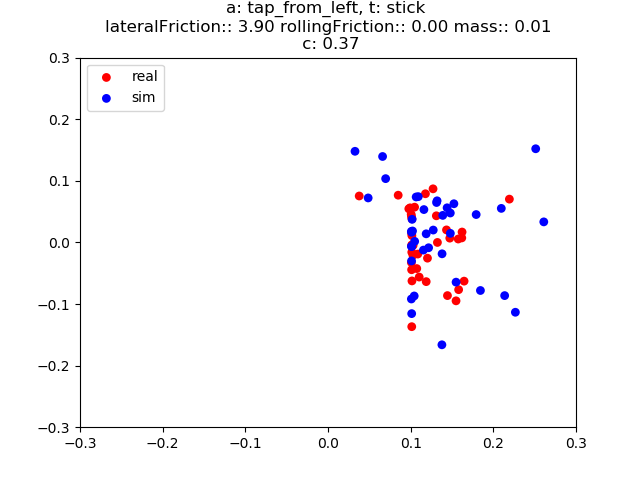 a: tap_from_left, t: stick
lateralFriction:: 3.90 rollingFriction:: 0.00 mass:: 0.01
c: 0.37
0.3
real
sim
0.2
0.1
0.0
−0.1
−0.2
−0.3
−0.3
−0.2
−0.1
0.0
0.1
0.2
0.3